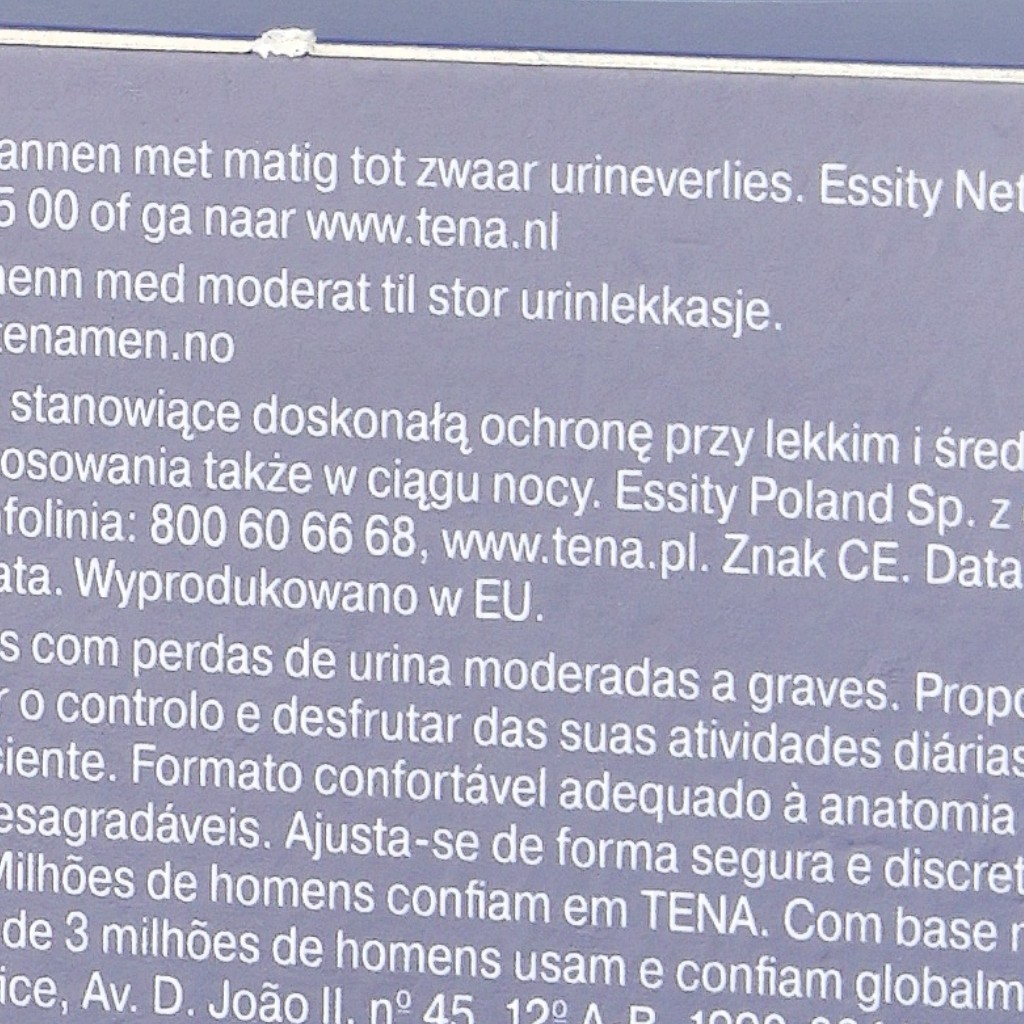 annen met matig tot zwaar urineverlies. Essity Net
5 00 of ga naar www.tena.nl
enn med moderat til stor urinlekkasje.
tenamen.no
stanowiące doskonałą ochronę przy lekkim i śred
osowania także w ciągu nocy. Essity Poland Sp. z
folinia: 800 60 66 68, www.tena.pl. Znak CE. Data
ata. Wyprodukowano w EU.
s com perdas de urina moderadas a graves. Propo
r o controlo e desfrutar das suas atividades diárias
ciente. Formato confortável adequado à anatomia
esagradáveis. Ajusta-se de forma segura e discret
Milhões de homens confiam em TENA. Com base
de 3 milhões de homens usam e confiam globalm
ice, Av. D. João II, nº 45, 12º A-B,